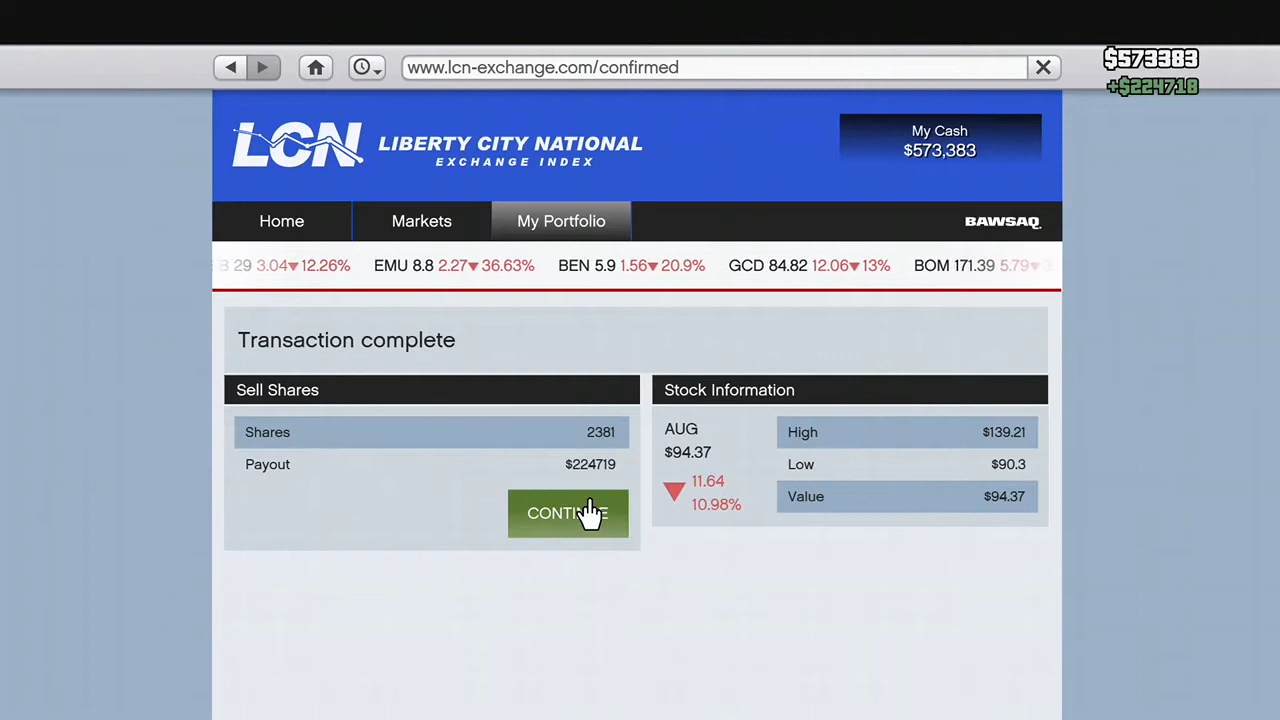 www.lcn-exchange.com/confirmed
$573383
+$224718
LCN LIBERTY CITY NATIONAL
EXCHANGE INDEX
My Cash
$573,383
Home Markets My Portfolio BAWSAQ
29 3.04▼12.26% EMU 8.8 2.27▼36.63% BEN 5.9 1.56▼20.9% GCD 84.82 12.06▼13% BOM 171.39 5.79▼
Transaction complete
Sell Shares
Shares 2381
Payout $224719
Stock Information
AUG
$94.37
11.64
10.98%
High $139.21
Low $90.3
Value $94.37